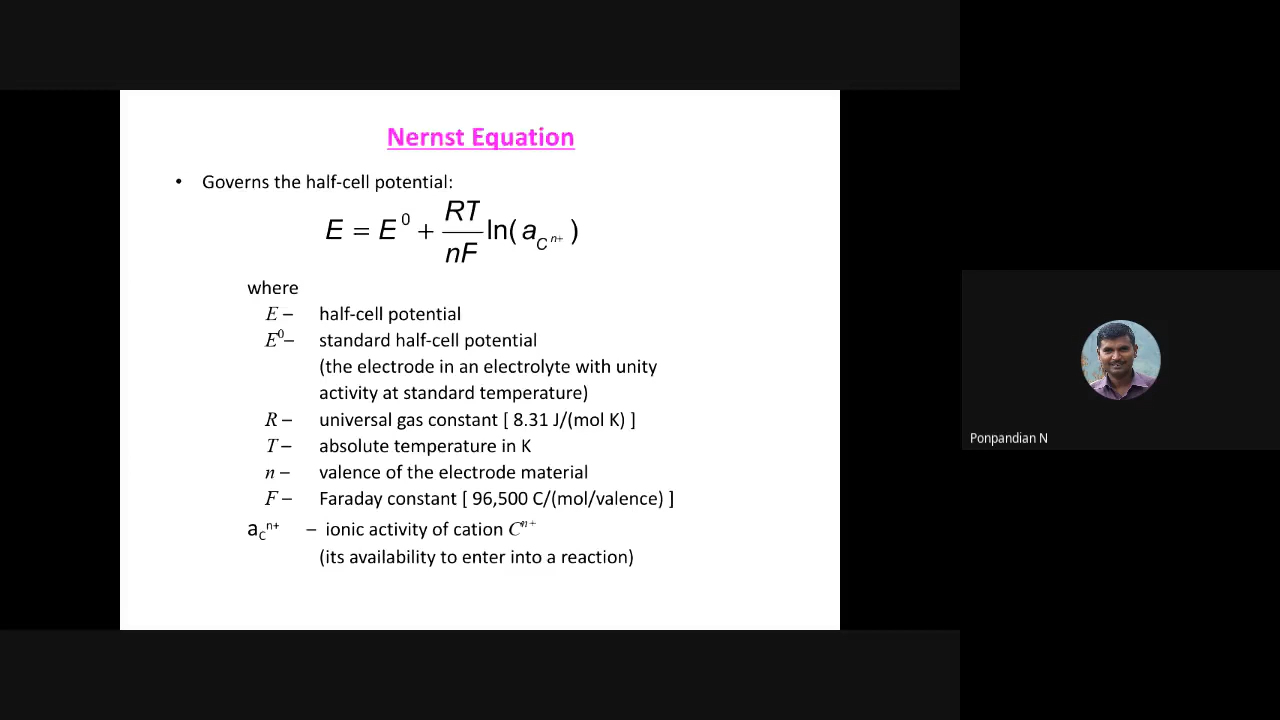 Nernst Equation
• Governs the half-cell potential:
E = E⁰ + RT/nF ln( a_Cⁿ⁺ )
where
E – half-cell potential
E⁰– standard half-cell potential
(the electrode in an electrolyte with unity
activity at standard temperature)
R – universal gas constant [ 8.31 J/(mol K) ]
T – absolute temperature in K
n – valence of the electrode material
F – Faraday constant [ 96,500 C/(mol/valence) ]
a_Cⁿ⁺ – ionic activity of cation Cⁿ⁺
(its availability to enter into a reaction)
Ponpandian N